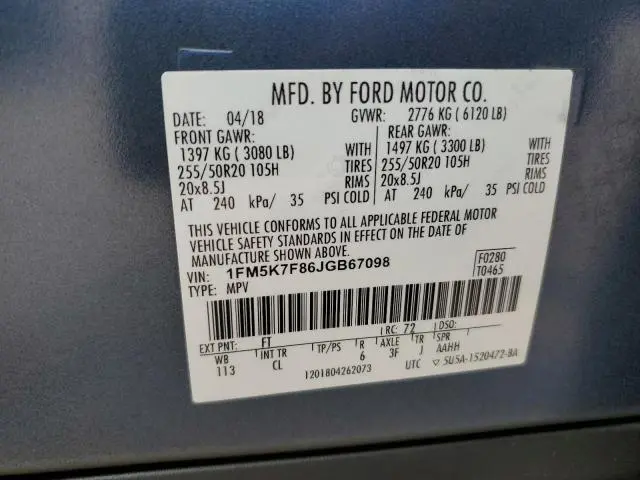 MFD. BY FORD MOTOR CO.
DATE: 04/18 GVWR: 2776 KG ( 6120 LB)
FRONT GAWR: REAR GAWR:
1397 KG ( 3080 LB) WITH 1497 KG ( 3300 LB) WITH
255/50R20 105H TIRES 255/50R20 105H TIRES
20x8.5J RIMS 20x8.5J RIMS
AT 240 kPa/ 35 PSI COLD AT 240 kPa/ 35 PSI COLD
THIS VEHICLE CONFORMS TO ALL APPLICABLE FEDERAL MOTOR
VEHICLE SAFETY STANDARDS IN EFFECT ON THE DATE OF
MANUFACTURE SHOWN ABOVE.
VIN: 1FM5K7F86JGB67098 F0280
TYPE: MPV T0465
EXT PNT: FT RC: 72 DSO:
WB INT TR TP/PS R AXLE TR SPR
113 CL 6 3F J AAHH
1201804262073 UTC ▽ 5U5A-1520472-BA